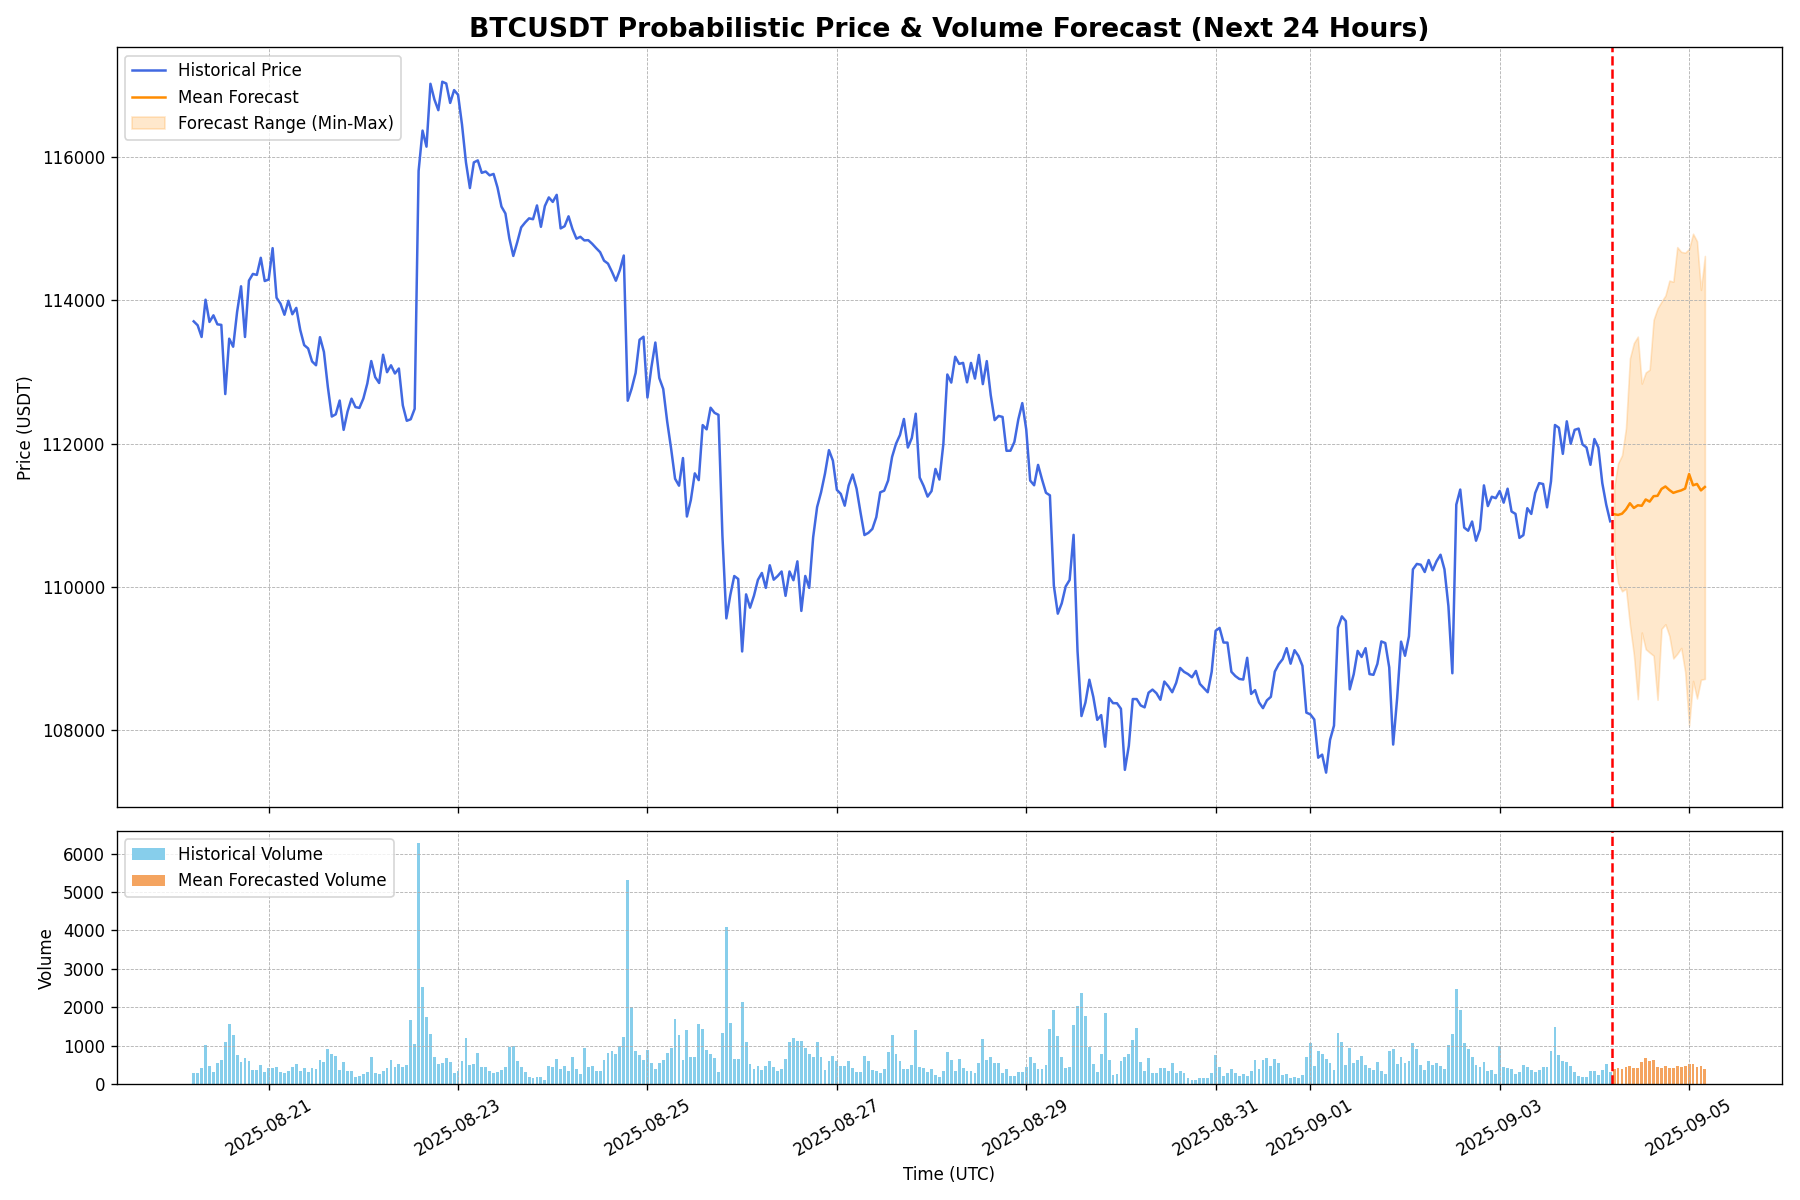 BTCUSDT Probabilistic Price & Volume Forecast (Next 24 Hours)
Historical Price
Mean Forecast
Forecast Range (Min-Max)
116000
114000
112000
110000
108000
Price (USDT)
Historical Volume
Mean Forecasted Volume
6000
5000
4000
3000
2000
1000
0
Volume
2025-08-21
2025-08-23
2025-08-25
2025-08-27
2025-08-29
2025-08-31
2025-09-01
2025-09-03
2025-09-05
Time (UTC)